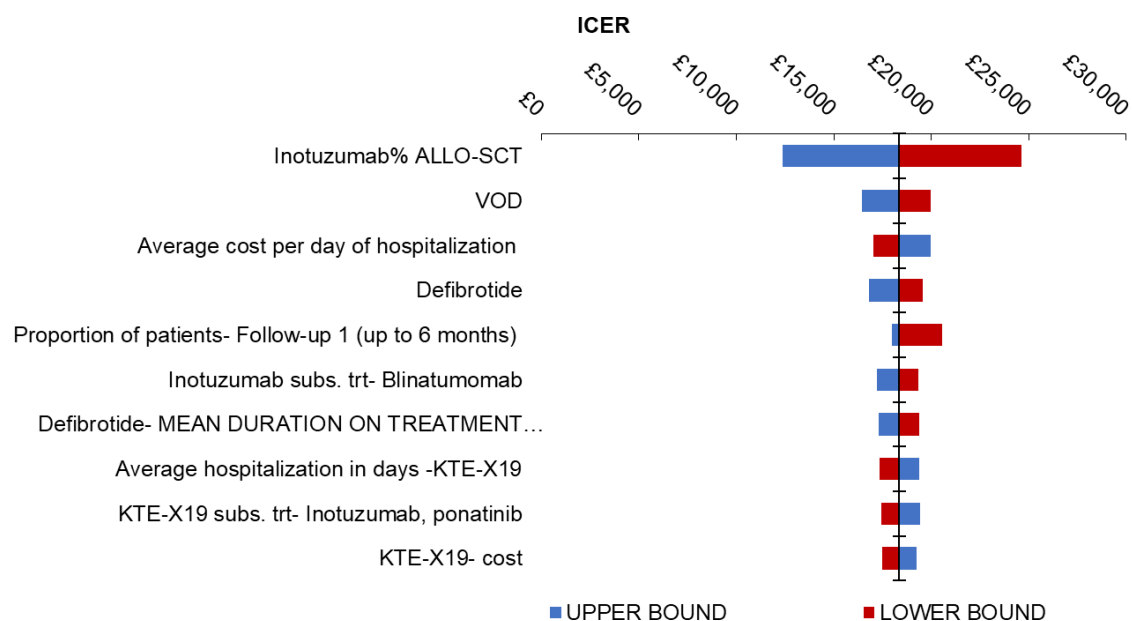 ICER
£0
£5,000
£10,000
£15,000
£20,000
£25,000
£30,000
Inotuzumab% ALLO-SCT
VOD
Average cost per day of hospitalization
Defibrotide
Proportion of patients- Follow-up 1 (up to 6 months)
Inotuzumab subs. trt- Blinatumomab
Defibrotide- MEAN DURATION ON TREATMENT…
Average hospitalization in days -KTE-X19
KTE-X19 subs. trt- Inotuzumab, ponatinib
KTE-X19- cost
UPPER BOUND
LOWER BOUND